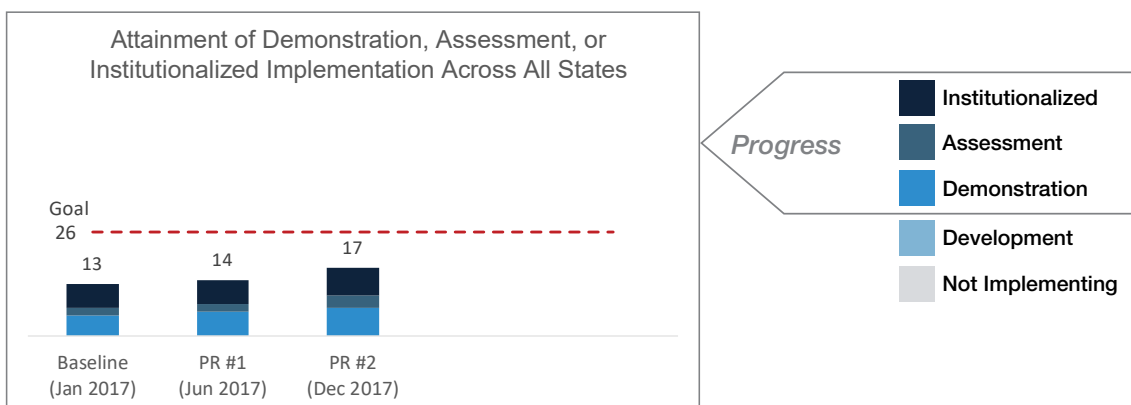 Attainment of Demonstration, Assessment, or
Institutionalized Implementation Across All States
Goal
26
13
14
17
Baseline
(Jan 2017)
PR #1
(Jun 2017)
PR #2
(Dec 2017)
Progress
Institutionalized
Assessment
Demonstration
Development
Not Implementing